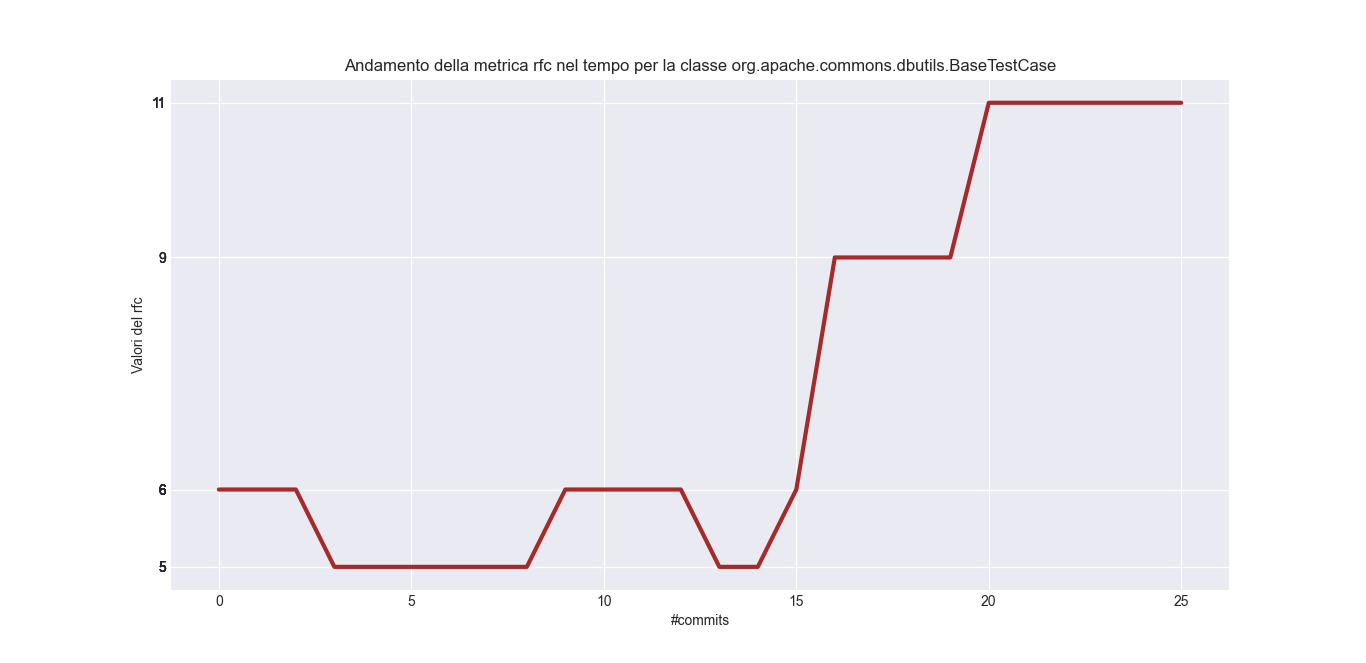 Andamento della metrica rfc nel tempo per la classe org.apache.commons.dbutils.BaseTestCase
11
9
6
5
Valori del rfc
0 5 10 15 20 25
#commits